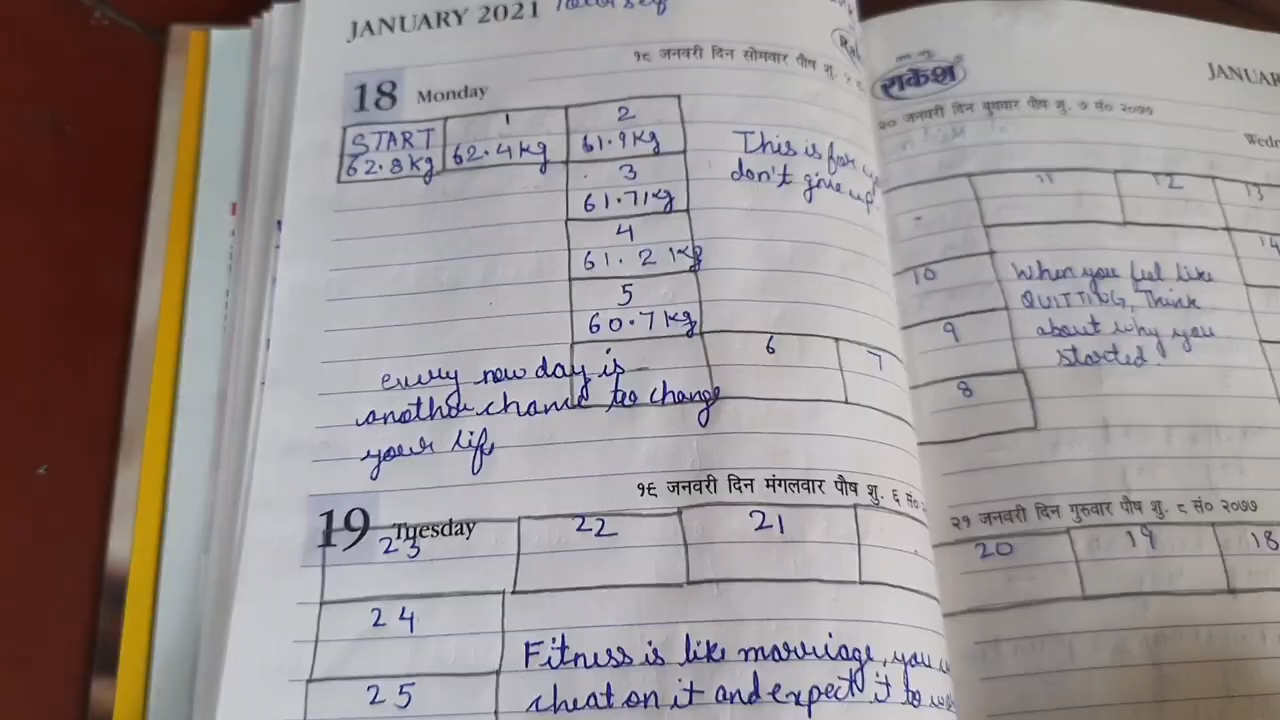 JANUARY 2021
१८ जनवरी दिन सोमवार पौष शु.
18 Monday
START 1 2
62.8Kg 62.4Kg 61.9Kg
3
61.7Kg
4
61.2 Kg
5
60.7Kg
6 7
This is for
don't give up
every new day is
another chance to change
your life
१९ जनवरी दिन मंगलवार पौष शु. ६ सं०
19 Tuesday
23 22 21
24
25
Fitness is like marriage, you
cheat on it and expect it to
राकेश
JANUAR
२० जनवरी दिन बुधवार पौष शु. ७ सं० २०७७
Wedn
11 12 13
14
10
9
8
When you feel like
QUITTING, Think
about why you
started.
२१ जनवरी दिन गुरुवार पौष शु. ८ सं० २०७७
20 19 18